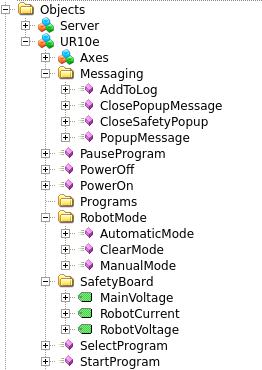 Objects
Server
UR10e
Axes
Messaging
AddToLog
ClosePopupMessage
CloseSafetyPopup
PopupMessage
PauseProgram
PowerOff
PowerOn
Programs
RobotMode
AutomaticMode
ClearMode
ManualMode
SafetyBoard
MainVoltage
RobotCurrent
RobotVoltage
SelectProgram
StartProgram